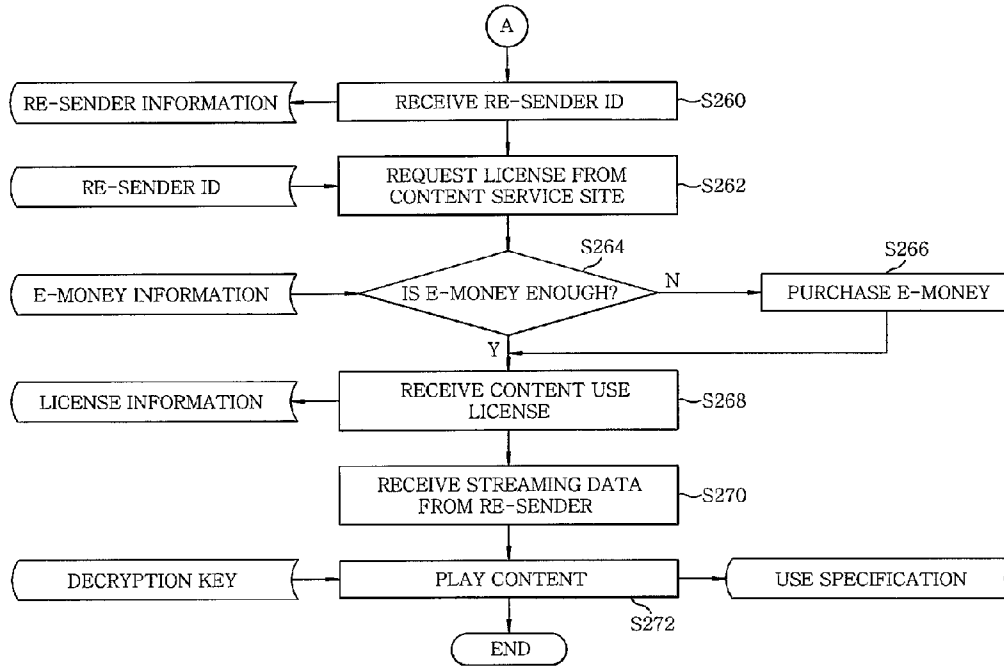 A
RE-SENDER INFORMATION
RECEIVE RE-SENDER ID
S260
RE-SENDER ID
REQUEST LICENSE FROM
CONTENT SERVICE SITE
S262
S264
E-MONEY INFORMATION
IS E-MONEY ENOUGH?
N
S266
PURCHASE E-MONEY
Y
LICENSE INFORMATION
RECEIVE CONTENT USE
LICENSE
S268
RECEIVE STREAMING DATA
FROM RE-SENDER
S270
DECRYPTION KEY
PLAY CONTENT
USE SPECIFICATION
S272
END